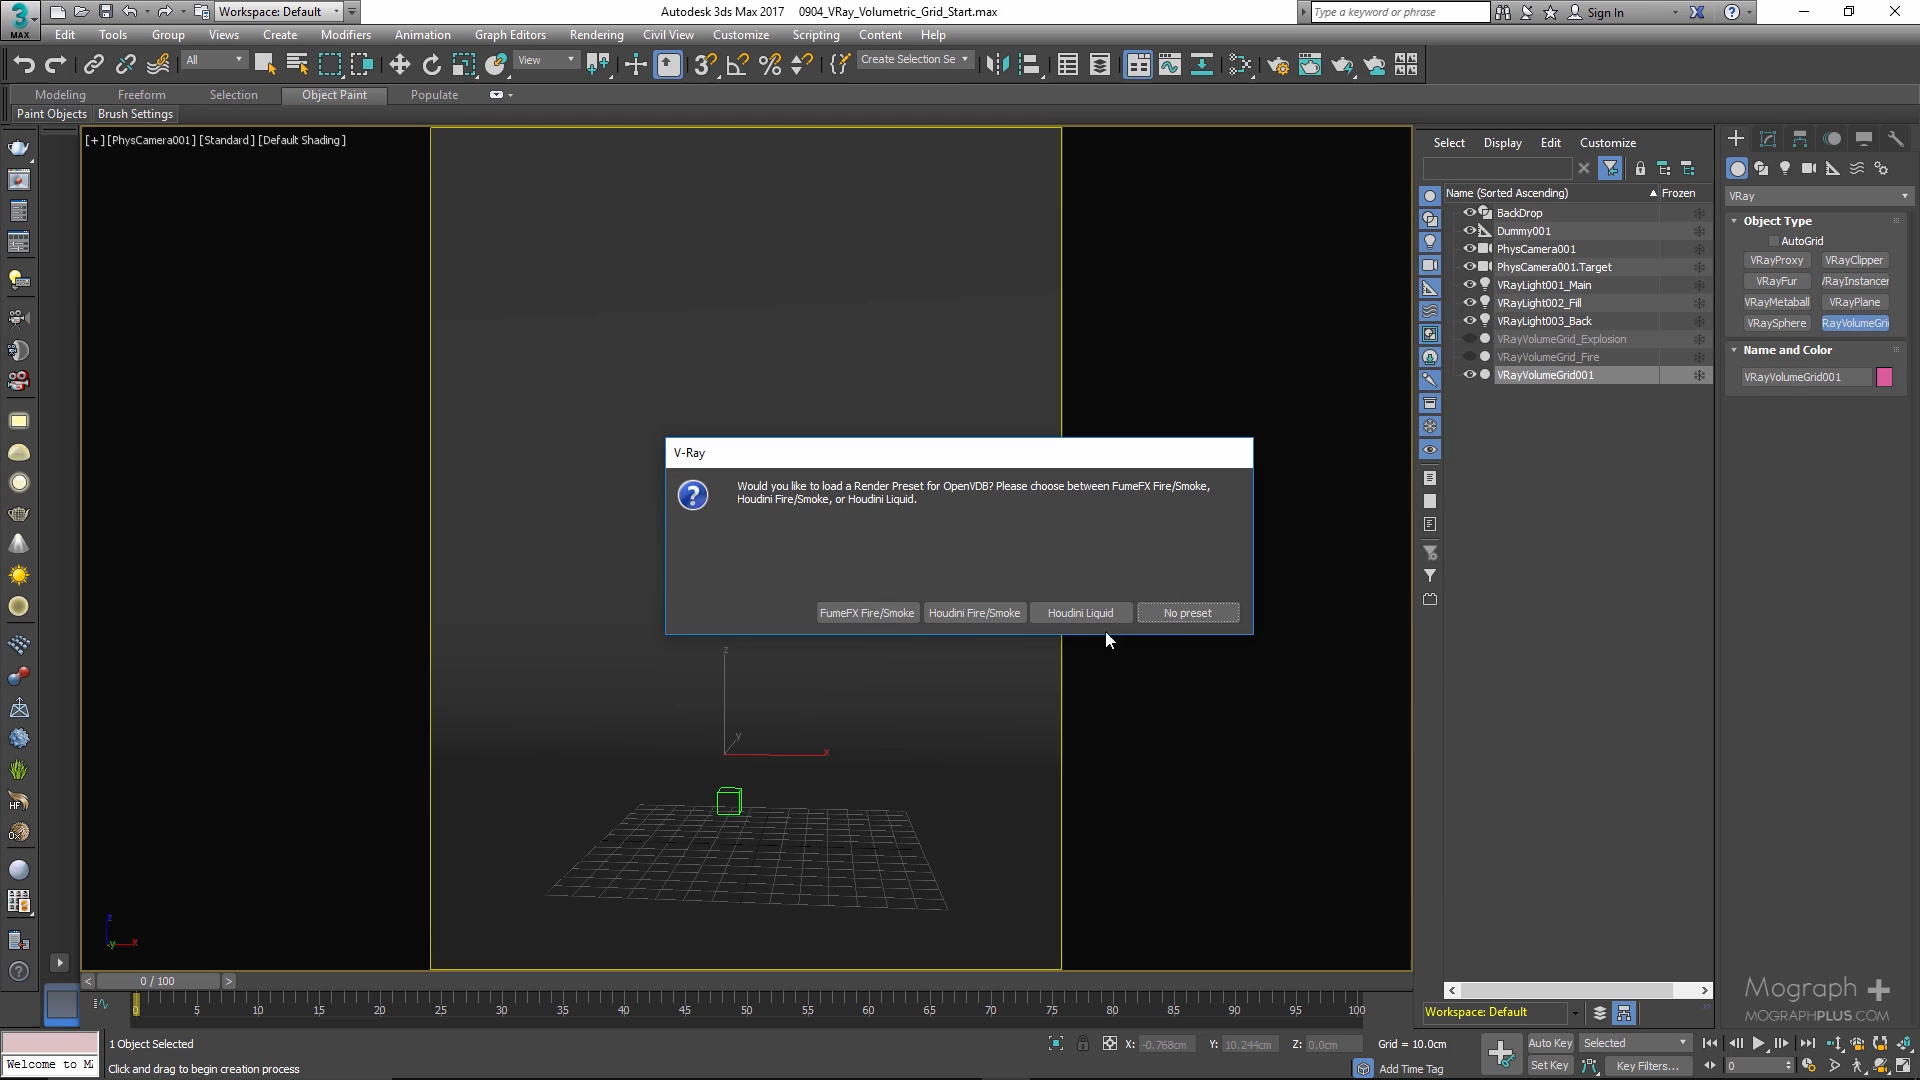 Workspace: Default
Autodesk 3ds Max 2017    0904_VRay_Volumetric_Grid_Start.max
Type a keyword or phrase
Sign In
MAX
Edit
Tools
Group
Views
Create
Modifiers
Animation
Graph Editors
Rendering
Civil View
Customize
Scripting
Content
Help
All
View
Create Selection Se
Modeling
Freeform
Selection
Object Paint
Populate
Paint Objects
Brush Settings
[+] [PhysCamera001] [Standard] [Default Shading]
Select
Display
Edit
Customize
Name (Sorted Ascending)
Frozen
BackDrop
Dummy001
PhysCamera001
PhysCamera001.Target
VRayLight001_Main
VRayLight002_Fill
VRayLight003_Back
VRayVolumeGrid_Explosion
VRayVolumeGrid_Fire
VRayVolumeGrid001
VRay
Object Type
AutoGrid
VRayProxy
VRayClipper
VRayFur
VRayInstancer
VRayMetaball
VRayPlane
VRaySphere
RayVolumeGri
Name and Color
VRayVolumeGrid001
V-Ray
Would you like to load a Render Preset for OpenVDB? Please choose between FumeFX Fire/Smoke,
Houdini Fire/Smoke, or Houdini Liquid.
FumeFX Fire/Smoke
Houdini Fire/Smoke
Houdini Liquid
No preset
z
y
x
z
y
x
HF
0 / 100
0
5
10
15
20
25
30
35
40
45
50
55
60
65
70
75
80
85
90
95
100
Mograph +
MOGRAPHPLUS.COM
Workspace: Default
1 Object Selected
X: -0.768cm
Y: 10.244cm
Z: 0.0cm
Grid = 10.0cm
Auto Key
Selected
Welcome to M
Click and drag to begin creation process
Add Time Tag
Set Key
Key Filters...
0